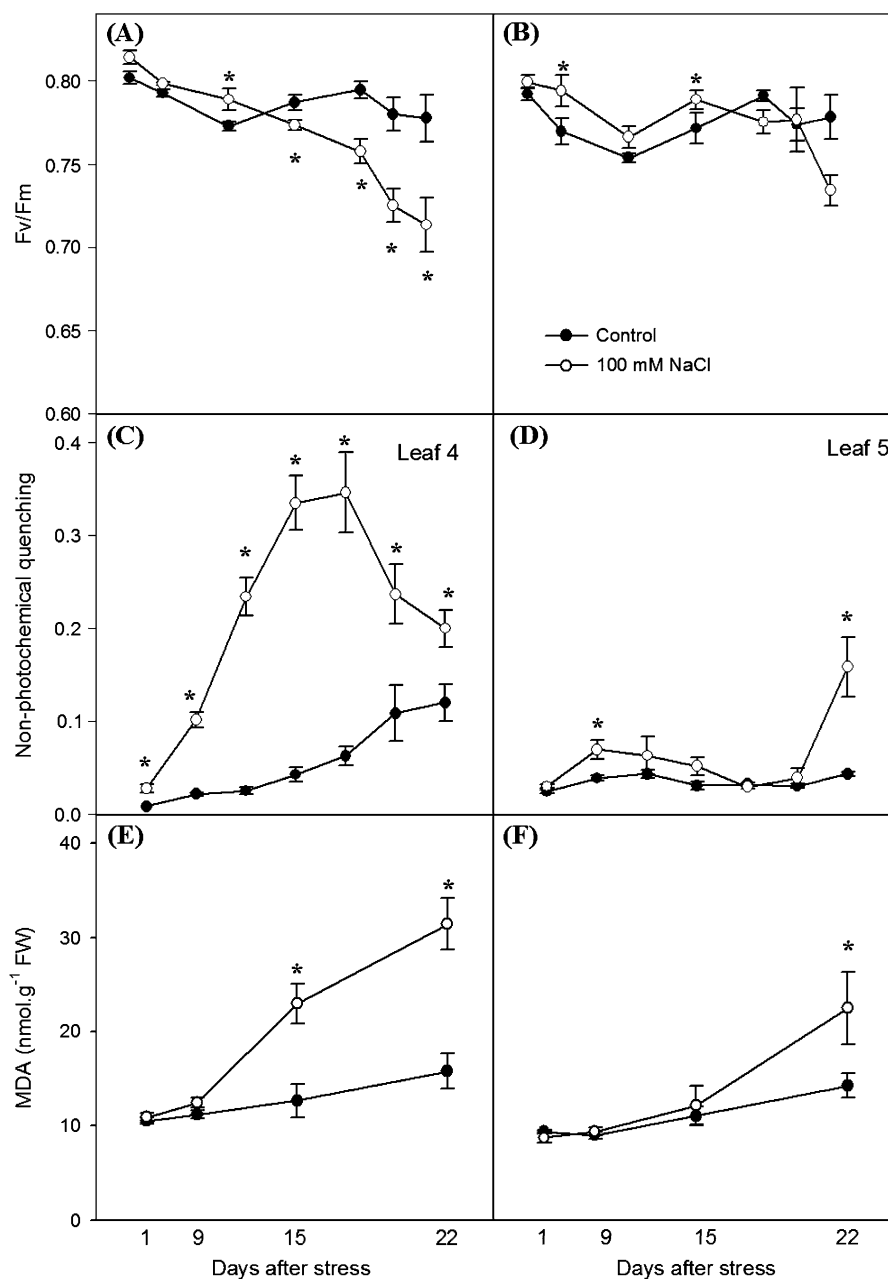 (A)
(B)
0.80
0.75
0.70
0.65
0.60
Fv/Fm
* * * * *
* *
Control
100 mM NaCl
(C)
(D)
Leaf 4
Leaf 5
0.4
0.3
0.2
0.1
0.0
Non-photochemical quenching
* * * * * * *
* *
(E)
(F)
40
30
20
10
0
MDA (nmol.g⁻¹ FW)
* *
*
1 9 15 22
1 9 15 22
Days after stress
Days after stress